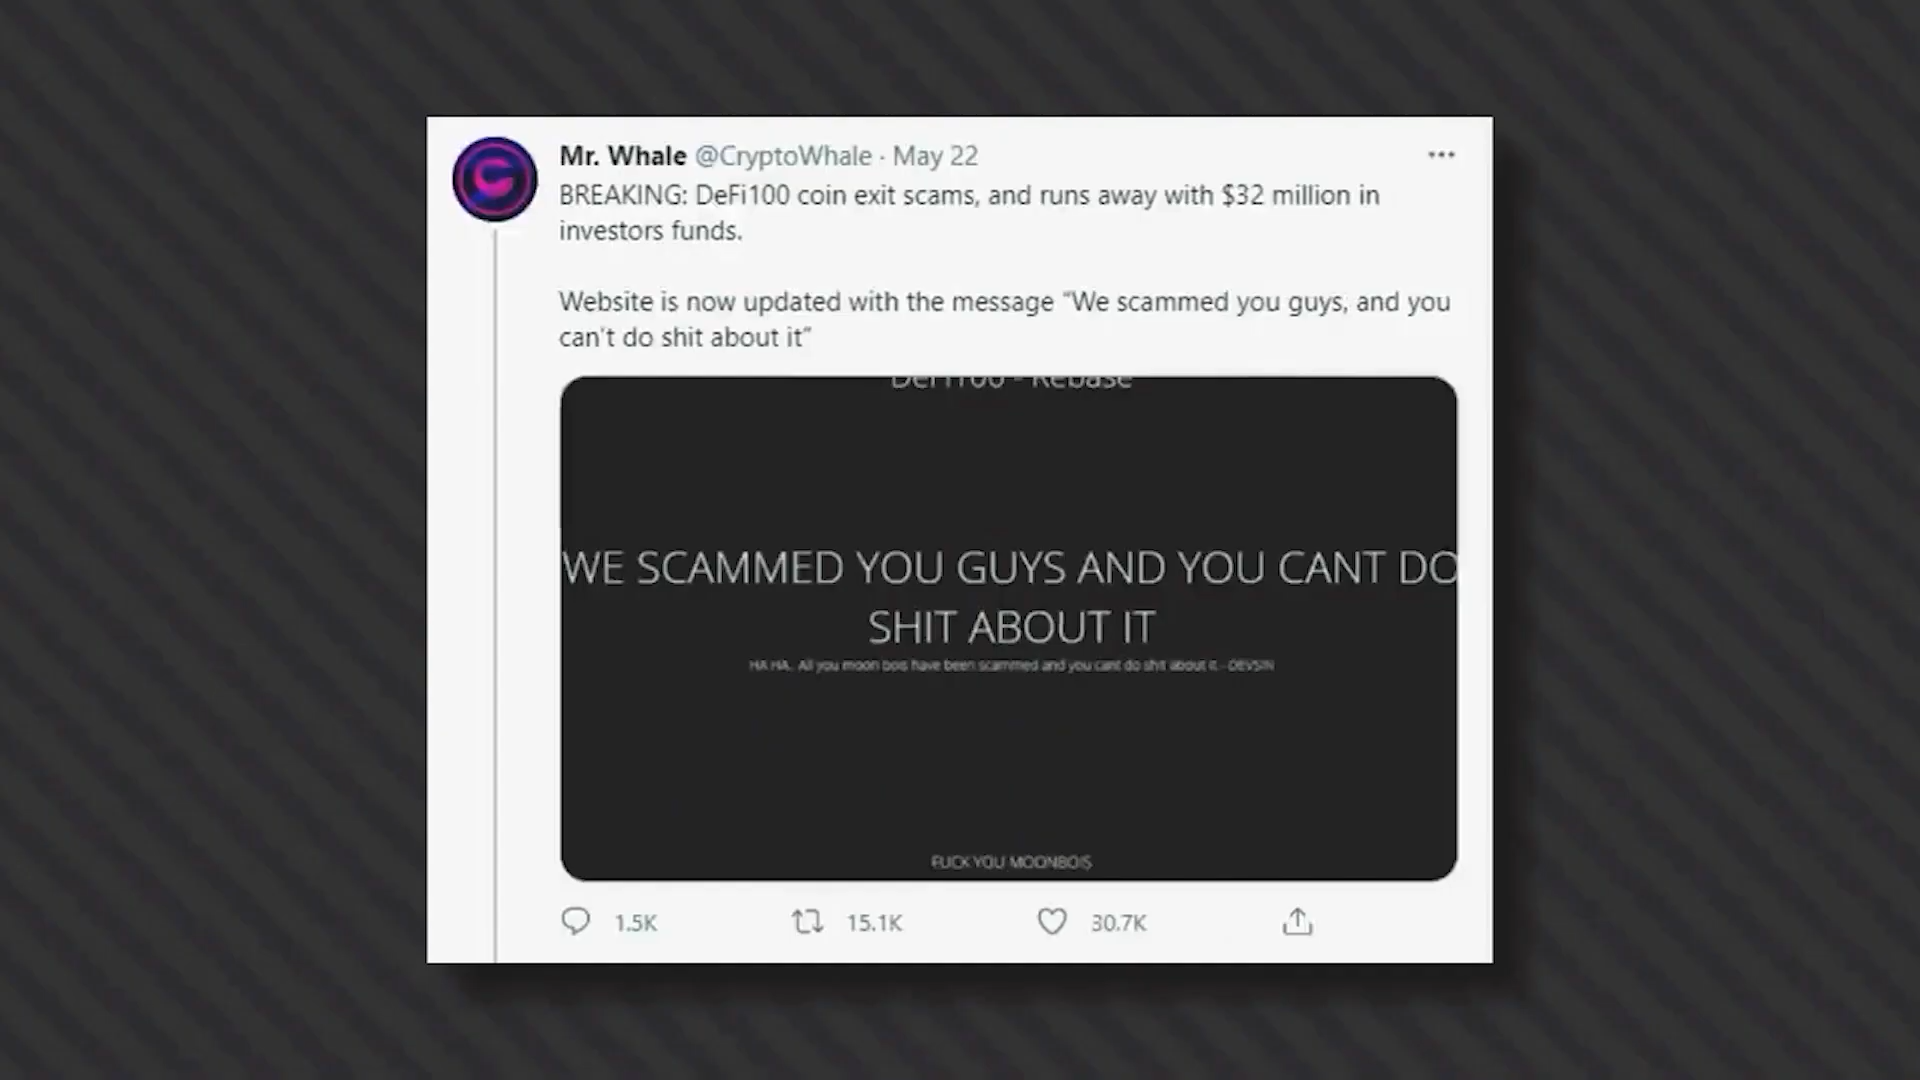 Mr. Whale @CryptoWhale · May 22
BREAKING: DeFi100 coin exit scams, and runs away with $32 million in
investors funds.
Website is now updated with the message “We scammed you guys, and you
can't do shit about it”
DeFi100 - Rebase
WE SCAMMED YOU GUYS AND YOU CANT DO
SHIT ABOUT IT
HA HA.. All you moon bois have been scammed and you cant do shit about it - DEVSIN
FUCK YOU MOONBOIS
1.5K 15.1K 30.7K